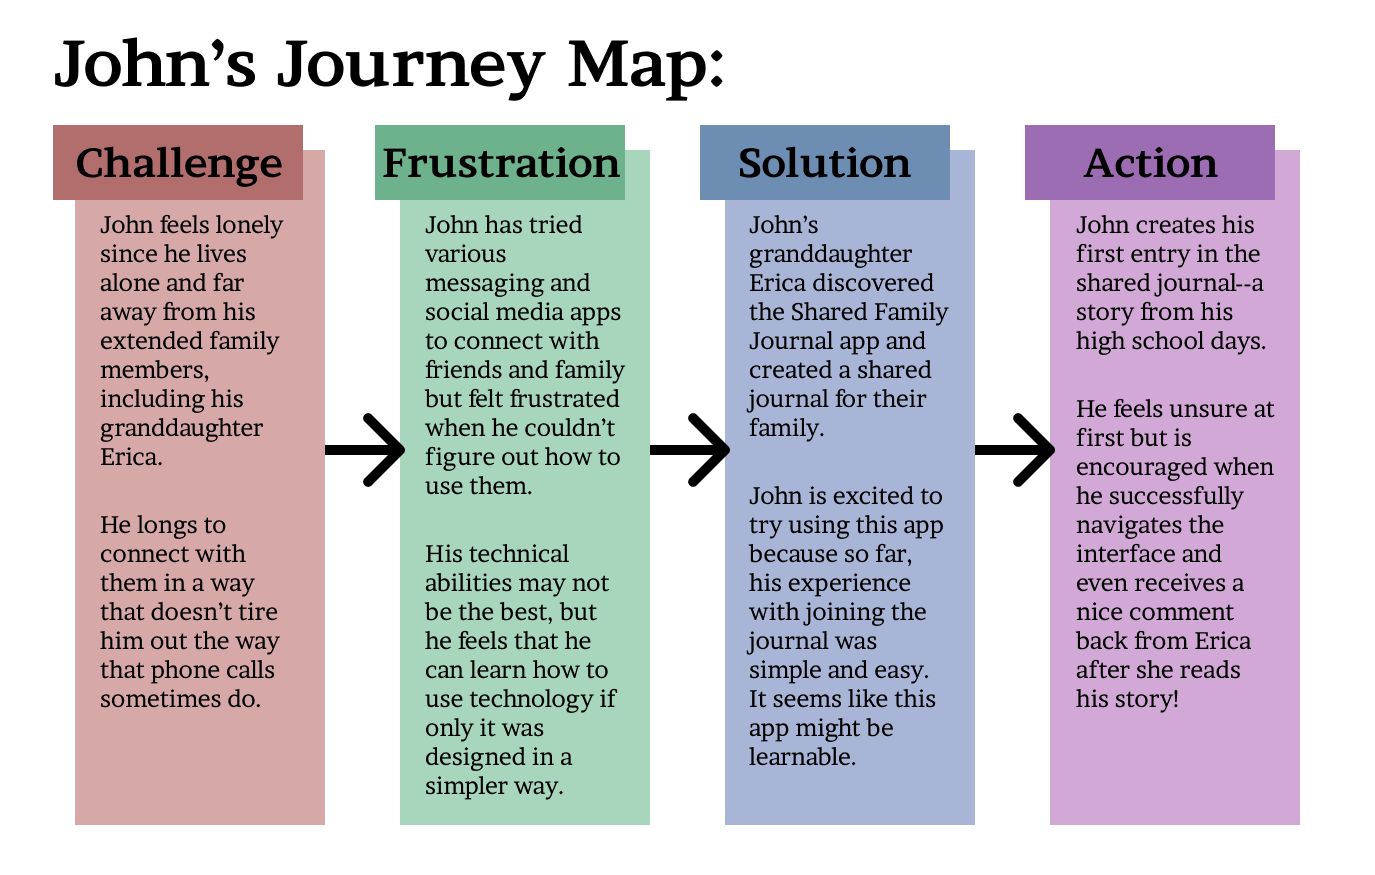 John’s Journey Map:
Challenge
John feels lonely
since he lives
alone and far
away from his
extended family
members,
including his
granddaughter
Erica.
He longs to
connect with
them in a way
that doesn’t tire
him out the way
that phone calls
sometimes do.
Frustration
John has tried
various
messaging and
social media apps
to connect with
friends and family
but felt frustrated
when he couldn’t
figure out how to
use them.
His technical
abilities may not
be the best, but
he feels that he
can learn how to
use technology if
only it was
designed in a
simpler way.
Solution
John’s
granddaughter
Erica discovered
the Shared Family
Journal app and
created a shared
journal for their
family.
John is excited to
try using this app
because so far,
his experience
with joining the
journal was
simple and easy.
It seems like this
app might be
learnable.
Action
John creates his
first entry in the
shared journal--a
story from his
high school days.
He feels unsure at
first but is
encouraged when
he successfully
navigates the
interface and
even receives a
nice comment
back from Erica
after she reads
his story!